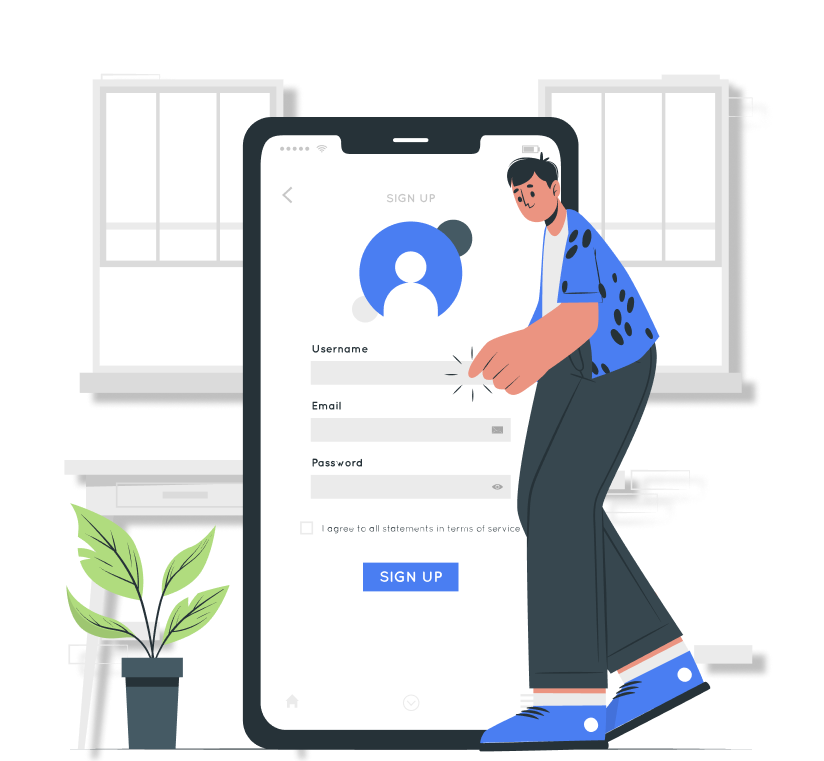 SIGN UP
Username
Email
Password
I agree to all statements in terms of service
SIGN UP